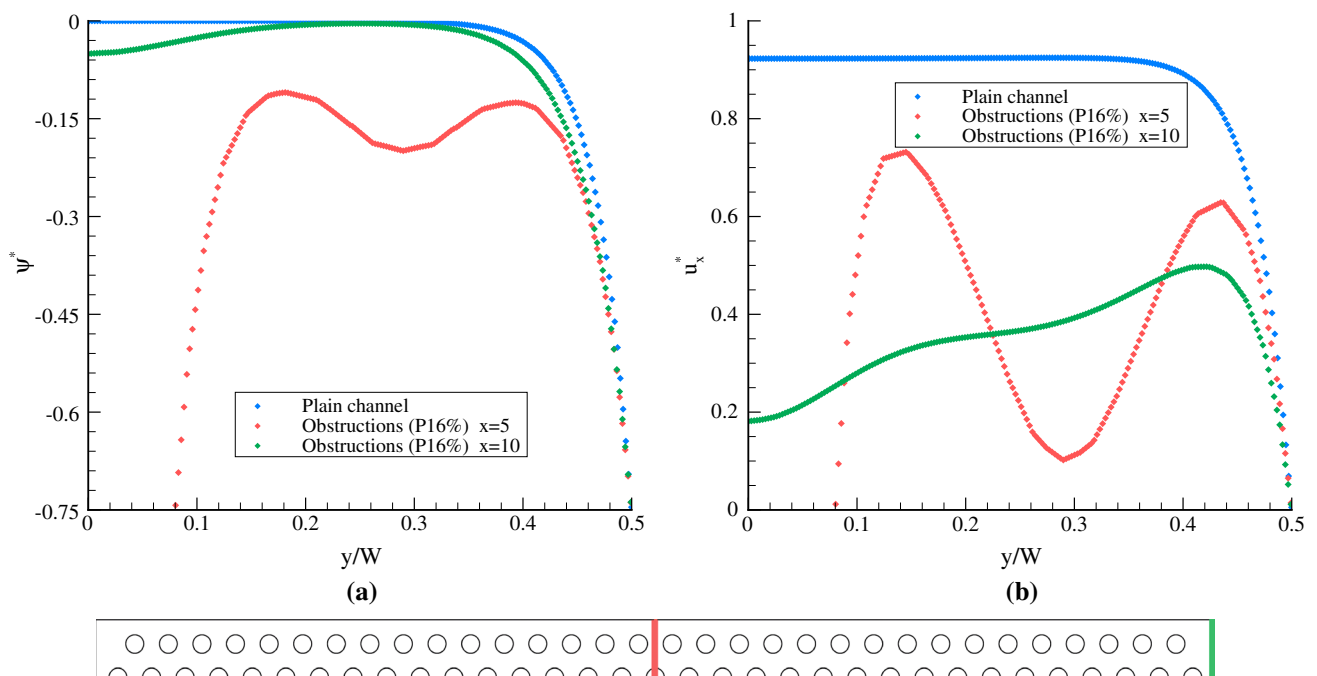 0
-0.15
-0.3
-0.45
-0.6
-0.75
ψ*
Plain channel
Obstructions (P16%) x=5
Obstructions (P16%) x=10
0 0.1 0.2 0.3 0.4 0.5
y/W
(a)
1
0.8
0.6
0.4
0.2
0
u*x
Plain channel
Obstructions (P16%) x=5
Obstructions (P16%) x=10
0 0.1 0.2 0.3 0.4 0.5
y/W
(b)